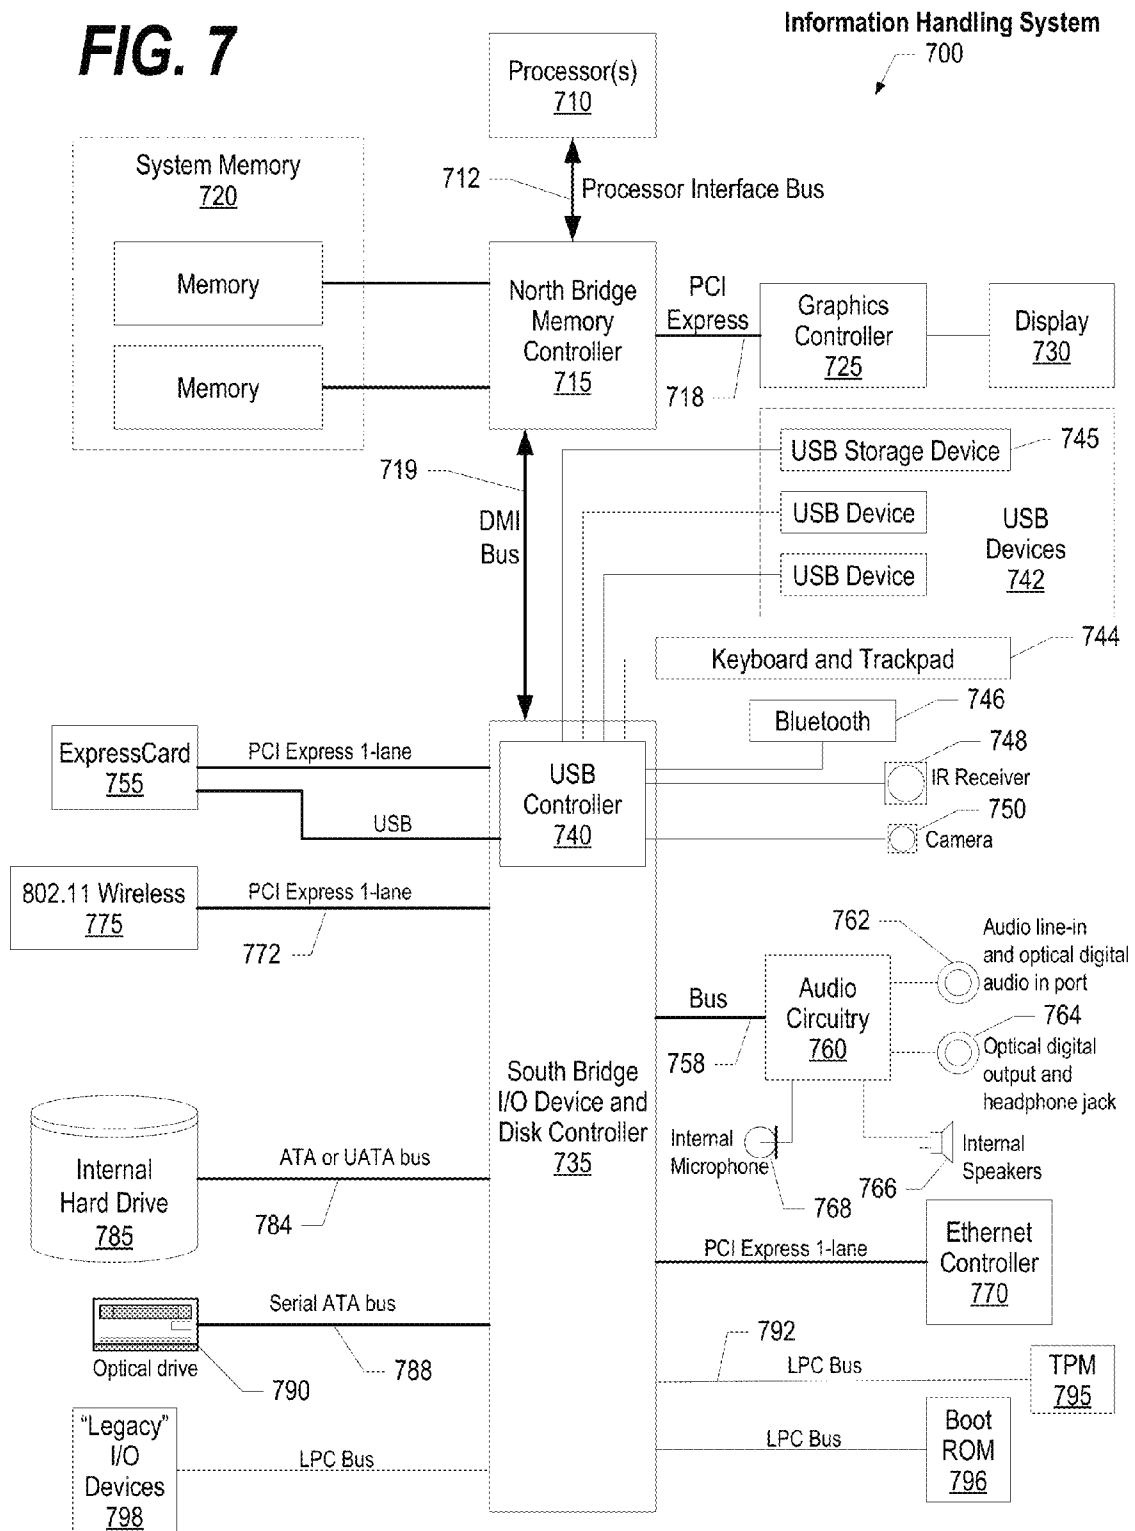 FIG. 7
Information Handling System
700
Processor(s)
710
712
Processor Interface Bus
System Memory
720
Memory
Memory
North Bridge
Memory
Controller
715
PCI
Express
718
Graphics
Controller
725
Display
730
719
DMI
Bus
USB Storage Device
745
USB Device
USB Device
USB
Devices
742
Keyboard and Trackpad
744
Bluetooth
746
748
IR Receiver
750
Camera
ExpressCard
755
PCI Express 1-lane
USB
USB
Controller
740
802.11 Wireless
775
PCI Express 1-lane
772
762
Audio line-in
and optical digital
audio in port
Bus
758
Audio
Circuitry
760
764
Optical digital
output and
headphone jack
South Bridge
I/O Device and
Disk Controller
735
Internal
Microphone
768
766
Internal
Speakers
Internal
Hard Drive
785
ATA or UATA bus
784
PCI Express 1-lane
Ethernet
Controller
770
Serial ATA bus
788
Optical drive
790
792
LPC Bus
TPM
795
"Legacy"
I/O
Devices
798
LPC Bus
LPC Bus
Boot
ROM
796